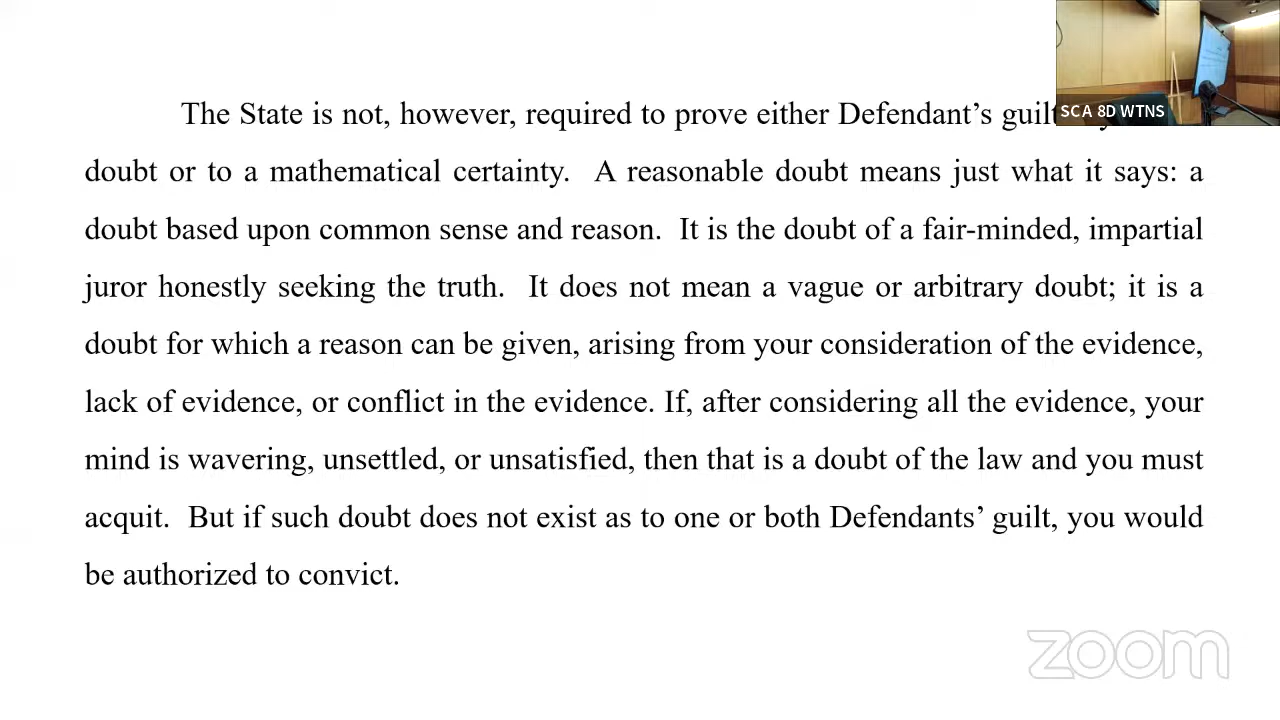 The State is not, however, required to prove either Defendant’s guilt
SCA 8D WTNS
doubt or to a mathematical certainty. A reasonable doubt means just what it says: a
doubt based upon common sense and reason. It is the doubt of a fair-minded, impartial
juror honestly seeking the truth. It does not mean a vague or arbitrary doubt; it is a
doubt for which a reason can be given, arising from your consideration of the evidence,
lack of evidence, or conflict in the evidence. If, after considering all the evidence, your
mind is wavering, unsettled, or unsatisfied, then that is a doubt of the law and you must
acquit. But if such doubt does not exist as to one or both Defendants’ guilt, you would
be authorized to convict.
zoom